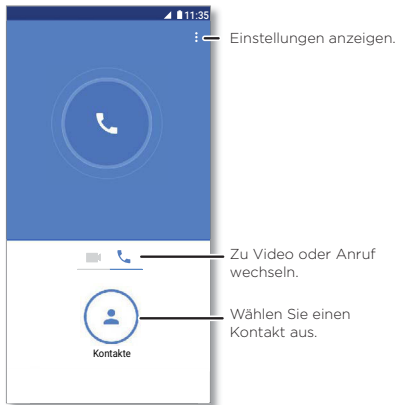 11:35
Einstellungen anzeigen.
Zu Video oder Anruf
wechseln.
Wählen Sie einen
Kontakt aus.
Kontakte